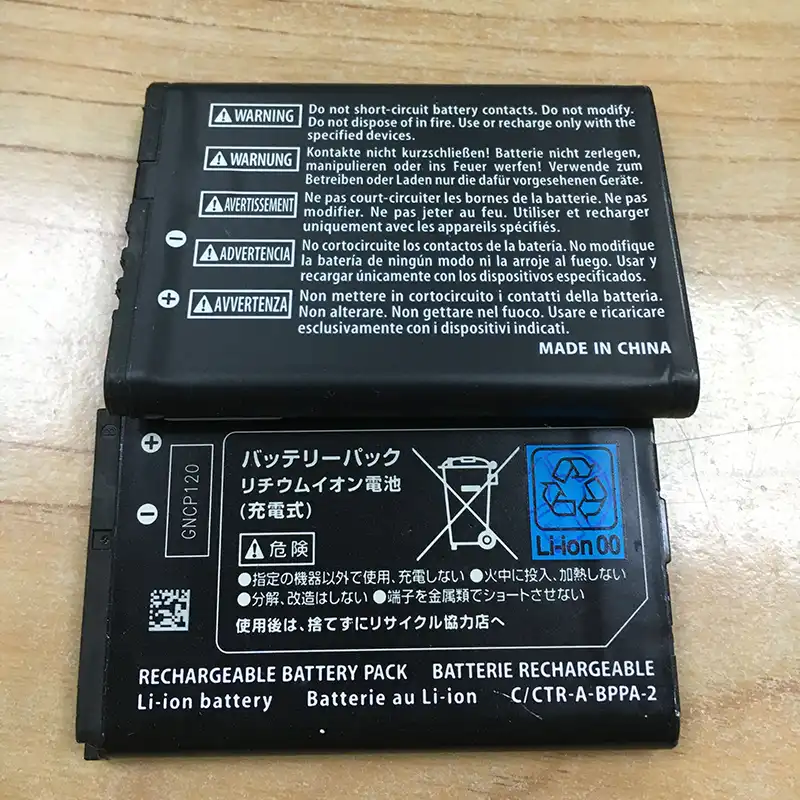 WARNING
Do not short-circuit battery contacts. Do not modify.
Do not dispose of in fire. Use or recharge only with the
specified devices.
WARNUNG
Kontakte nicht kurzschließen! Batterie nicht zerlegen,
manipulieren oder ins Feuer werfen! Verwende zum
Betreiben oder Laden nur die dafür vorgesehenen Geräte.
AVERTISSEMENT
Ne pas court-circuiter les bornes de la batterie. Ne pas
modifier. Ne pas jeter au feu. Utiliser et recharger
uniquement avec les appareils spécifiés.
ADVERTENCIA
No cortocircuite los contactos de la batería. No modifique
la batería de ningún modo ni la arroje al fuego. Usar y
recargar únicamente con los dispositivos especificados.
AVVERTENZA
Non mettere in cortocircuito i contatti della batteria.
Non alterare. Non gettare nel fuoco. Usare e ricaricare
esclusivamente con i dispositivi indicati.
MADE IN CHINA
GNCP120
バッテリーパック
リチウムイオン電池
(充電式)
危険
●指定の機器以外で使用、充電しない ●火中に投入、加熱しない
●分解、改造はしない ●端子を金属類でショートさせない
使用後は、捨てずにリサイクル協力店へ
Li-ion 00
RECHARGEABLE BATTERY PACK BATTERIE RECHARGEABLE
Li-ion battery Batterie au Li-ion C/CTR-A-BPPA-2